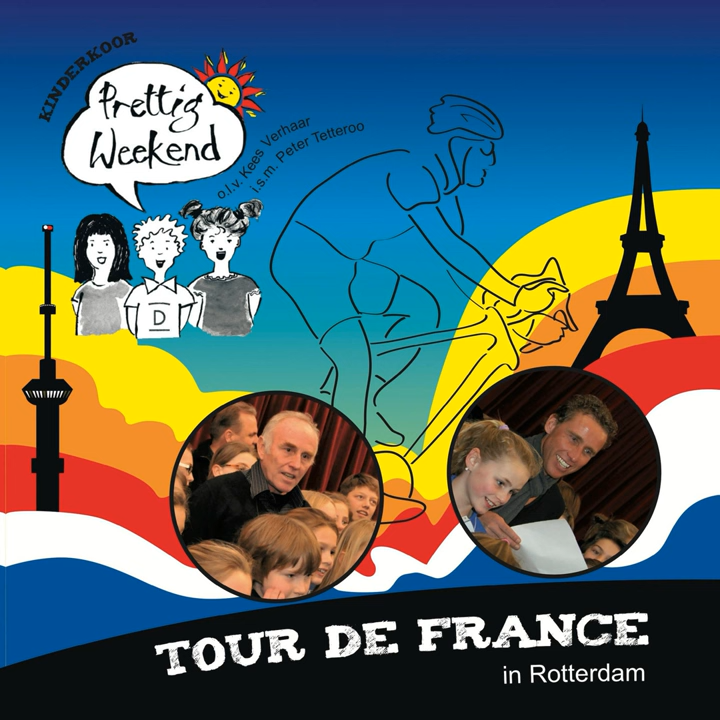 KINDERKOOR
Prettig
Weekend
o.l.v. Kees Verhaar
i.s.m. Peter Tetteroo
D
TOUR DE FRANCE
in Rotterdam